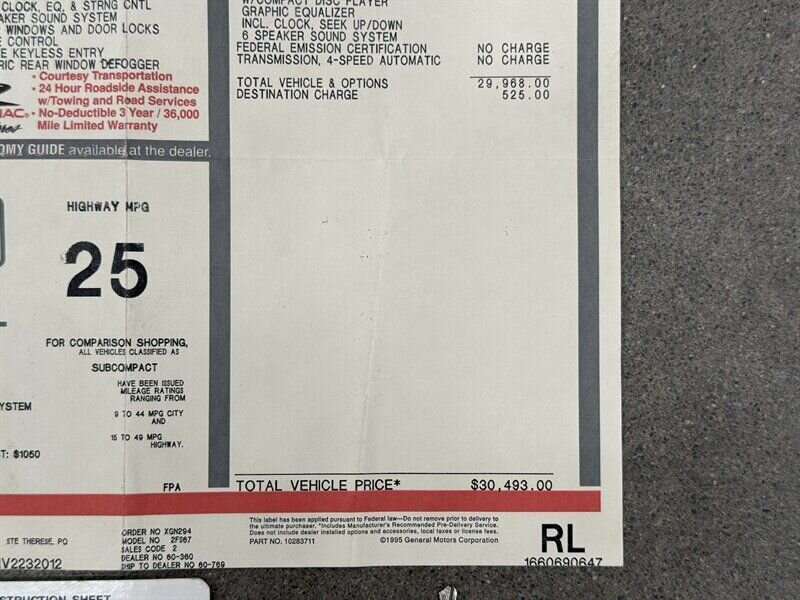 CLOCK, EQ, & STRNG CNTL
SPEAKER SOUND SYSTEM
WINDOWS AND DOOR LOCKS
CONTROL
KEYLESS ENTRY
REAR WINDOW DEFOGGER
• Courtesy Transportation
• 24 Hour Roadside Assistance
w/Towing and Road Services
• No-Deductible 3 Year / 36,000
Mile Limited Warranty
GUIDE available at the dealer.
HIGHWAY MPG
25
FOR COMPARISON SHOPPING,
ALL VEHICLES CLASSIFIED AS
SUBCOMPACT
HAVE BEEN ISSUED
MILEAGE RATINGS
RANGING FROM
9 TO 44 MPG CITY
AND
15 TO 49 MPG
HIGHWAY.
$1050
FPA
W/COMPACT DISC PLAYER
GRAPHIC EQUALIZER
INCL. CLOCK, SEEK UP/DOWN
6 SPEAKER SOUND SYSTEM
FEDERAL EMISSION CERTIFICATION NO CHARGE
TRANSMISSION, 4-SPEED AUTOMATIC NO CHARGE
TOTAL VEHICLE & OPTIONS 29,968.00
DESTINATION CHARGE 525.00
TOTAL VEHICLE PRICE* $30,493.00
This label has been applied pursuant to Federal law—Do not remove prior to delivery to
the ultimate purchaser. *Includes Manufacturer's Recommended Pre-Delivery Service.
Does not include dealer installed options and accessories, local taxes or license fees.
PART NO. 10283711 ©1995 General Motors Corporation
STE THERESE, PQ
2232012
ORDER NO XGN294
MODEL NO 2FS67
SALES CODE 2
DEALER NO 60-360
SHIP TO DEALER NO 60-769
RL
1660690647